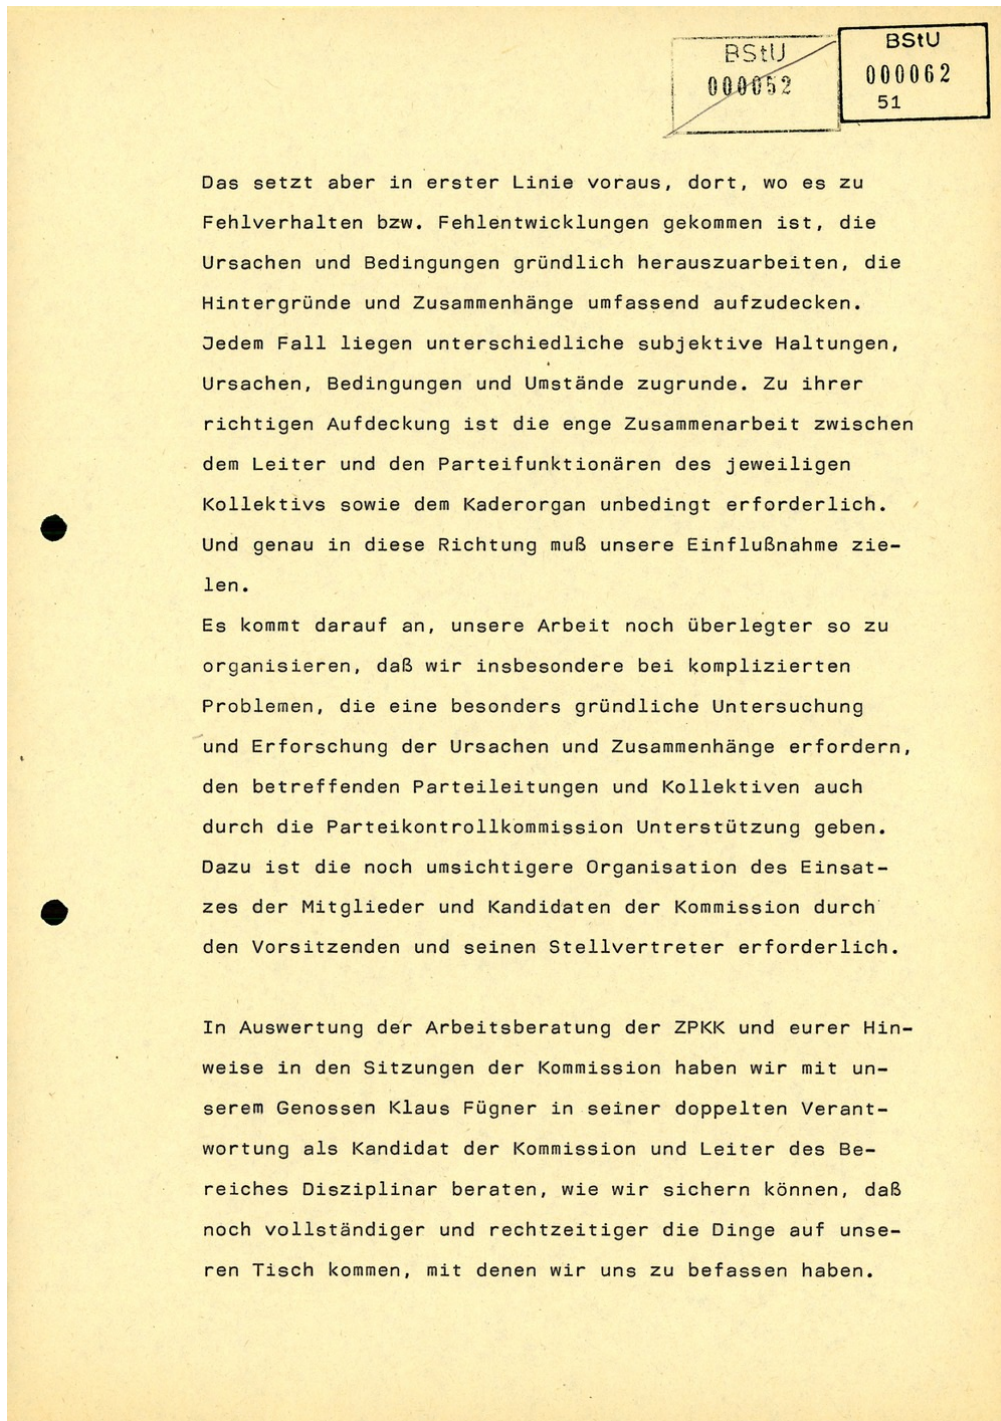 BStU
000052
BStU
000062
51
Das setzt aber in erster Linie voraus, dort, wo es zu
Fehlverhalten bzw. Fehlentwicklungen gekommen ist, die
Ursachen und Bedingungen gründlich herauszuarbeiten, die
Hintergründe und Zusammenhänge umfassend aufzudecken.
Jedem Fall liegen unterschiedliche subjektive Haltungen,
Ursachen, Bedingungen und Umstände zugrunde. Zu ihrer
richtigen Aufdeckung ist die enge Zusammenarbeit zwischen
dem Leiter und den Parteifunktionären des jeweiligen
Kollektivs sowie dem Kaderorgan unbedingt erforderlich.
Und genau in diese Richtung muß unsere Einflußnahme zie-
len.
Es kommt darauf an, unsere Arbeit noch überlegter so zu
organisieren, daß wir insbesondere bei komplizierten
Problemen, die eine besonders gründliche Untersuchung
und Erforschung der Ursachen und Zusammenhänge erfordern,
den betreffenden Parteileitungen und Kollektiven auch
durch die Parteikontrollkommission Unterstützung geben.
Dazu ist die noch umsichtigere Organisation des Einsat-
zes der Mitglieder und Kandidaten der Kommission durch
den Vorsitzenden und seinen Stellvertreter erforderlich.
In Auswertung der Arbeitsberatung der ZPKK und eurer Hin-
weise in den Sitzungen der Kommission haben wir mit un-
serem Genossen Klaus Fügner in seiner doppelten Verant-
wortung als Kandidat der Kommission und Leiter des Be-
reiches Disziplinar beraten, wie wir sichern können, daß
noch vollständiger und rechtzeitiger die Dinge auf unse-
ren Tisch kommen, mit denen wir uns zu befassen haben.